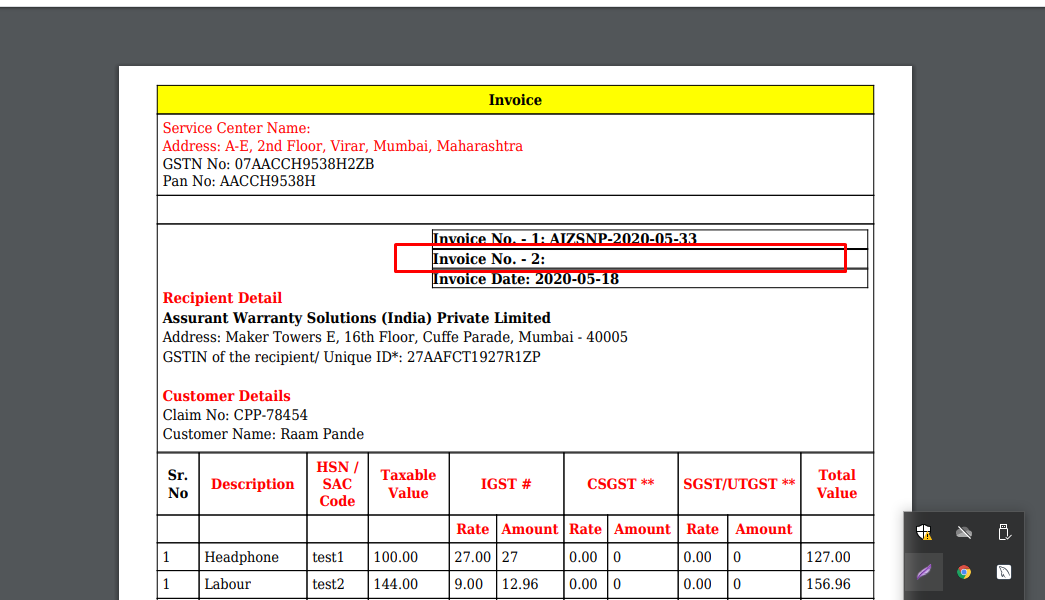 Invoice
Service Center Name:
Address: A-E, 2nd Floor, Virar, Mumbai, Maharashtra
GSTN No: 07AACCH9538H2ZB
Pan No: AACCH9538H
Invoice No. - 1: AIZSNP-2020-05-33
Invoice No. - 2:
Invoice Date: 2020-05-18
Recipient Detail
Assurant Warranty Solutions (India) Private Limited
Address: Maker Towers E, 16th Floor, Cuffe Parade, Mumbai - 40005
GSTIN of the recipient/ Unique ID*: 27AAFCT1927R1ZP
Customer Details
Claim No: CPP-78454
Customer Name: Raam Pande
Sr. No Description HSN / SAC Code Taxable Value IGST # CSGST ** SGST/UTGST ** Total Value
Rate Amount Rate Amount Rate Amount
1 Headphone test1 100.00 27.00 27 0.00 0 0.00 0 127.00
1 Labour test2 144.00 9.00 12.96 0.00 0 0.00 0 156.96